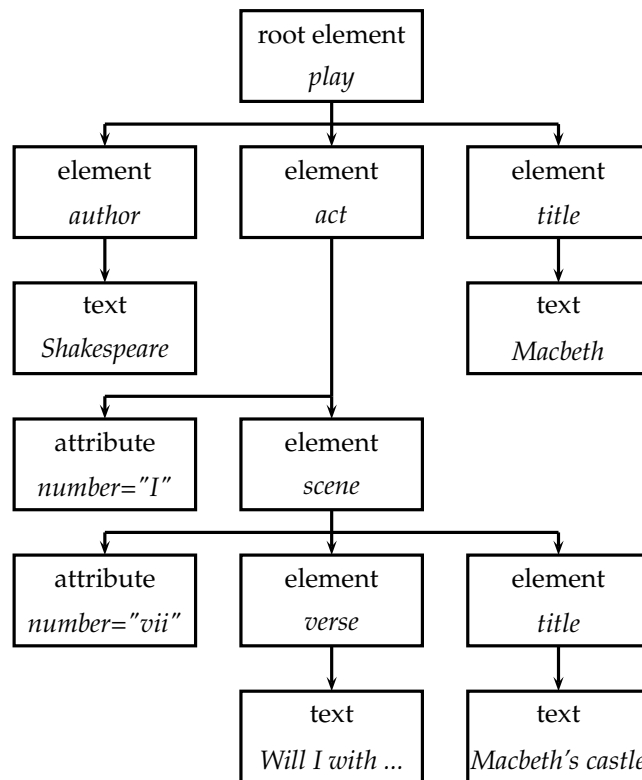 root element
play
element
author
element
act
element
title
text
Shakespeare
text
Macbeth
attribute
number="I"
element
scene
attribute
number="vii"
element
verse
element
title
text
Will I with ...
text
Macbeth's castle